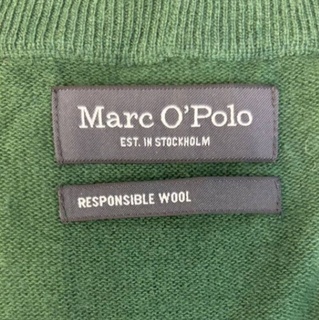 Marc O'Polo
EST. IN STOCKHOLM
RESPONSIBLE WOOL